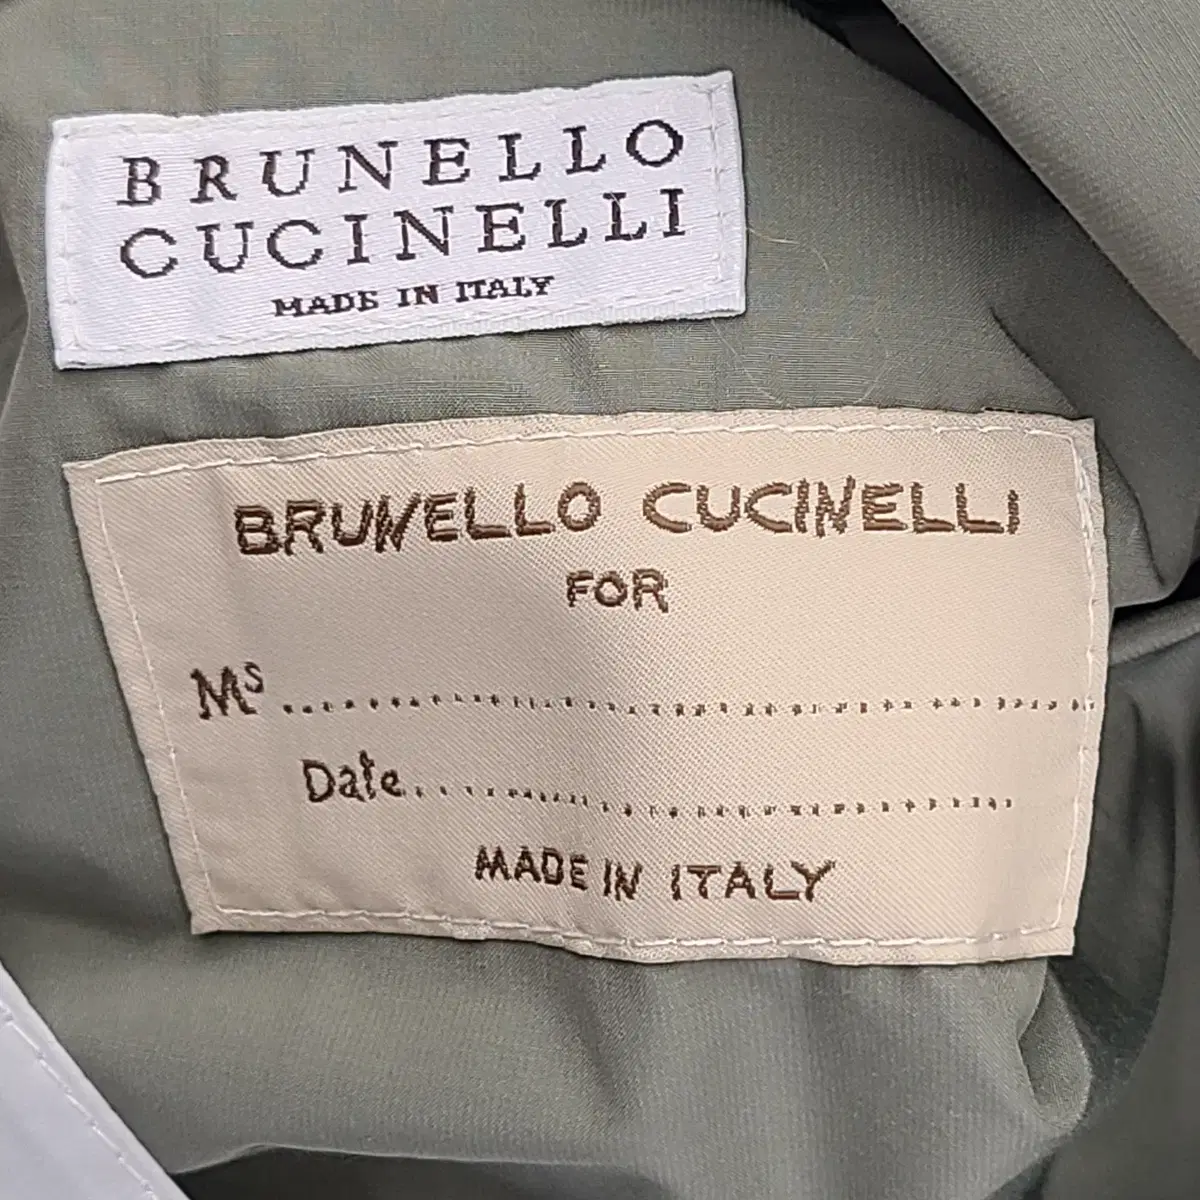 BRUNELLO
CUCINELLI
MADE IN ITALY
BRUNELLO CUCINELLI
FOR
Ms..........................................
Date..............................
MADE IN ITALY